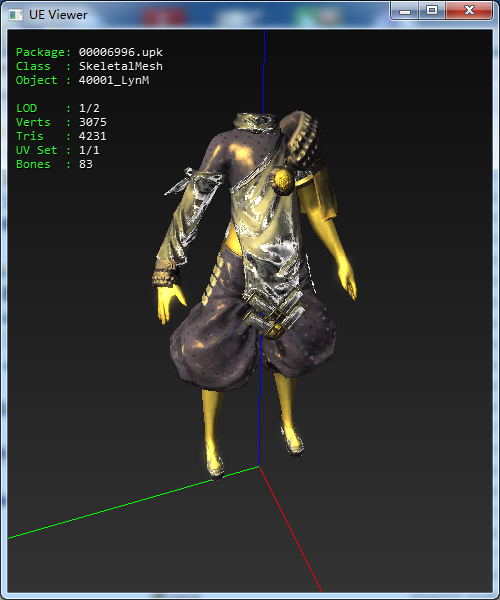 UE Viewer
Package: 00006996.upk
Class : SkeletalMesh
Object : 40001_LynM
LOD : 1/2
Verts : 3075
Tris : 4231
UV Set : 1/1
Bones : 83